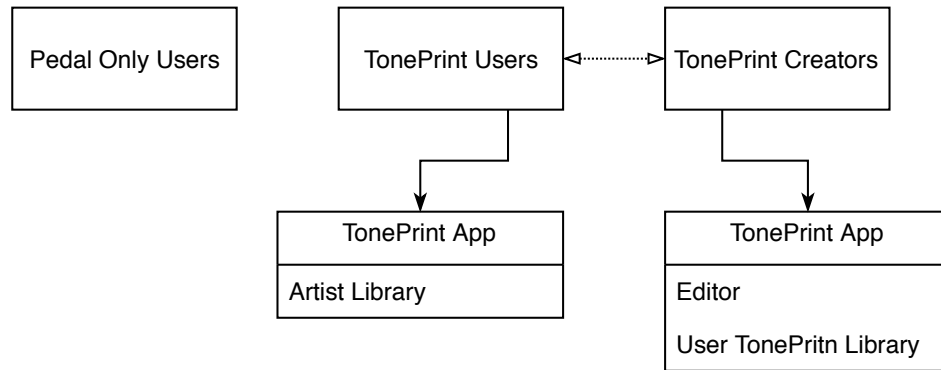 Pedal Only Users
TonePrint Users
TonePrint Creators
TonePrint App
Artist Library
TonePrint App
Editor
User TonePritn Library